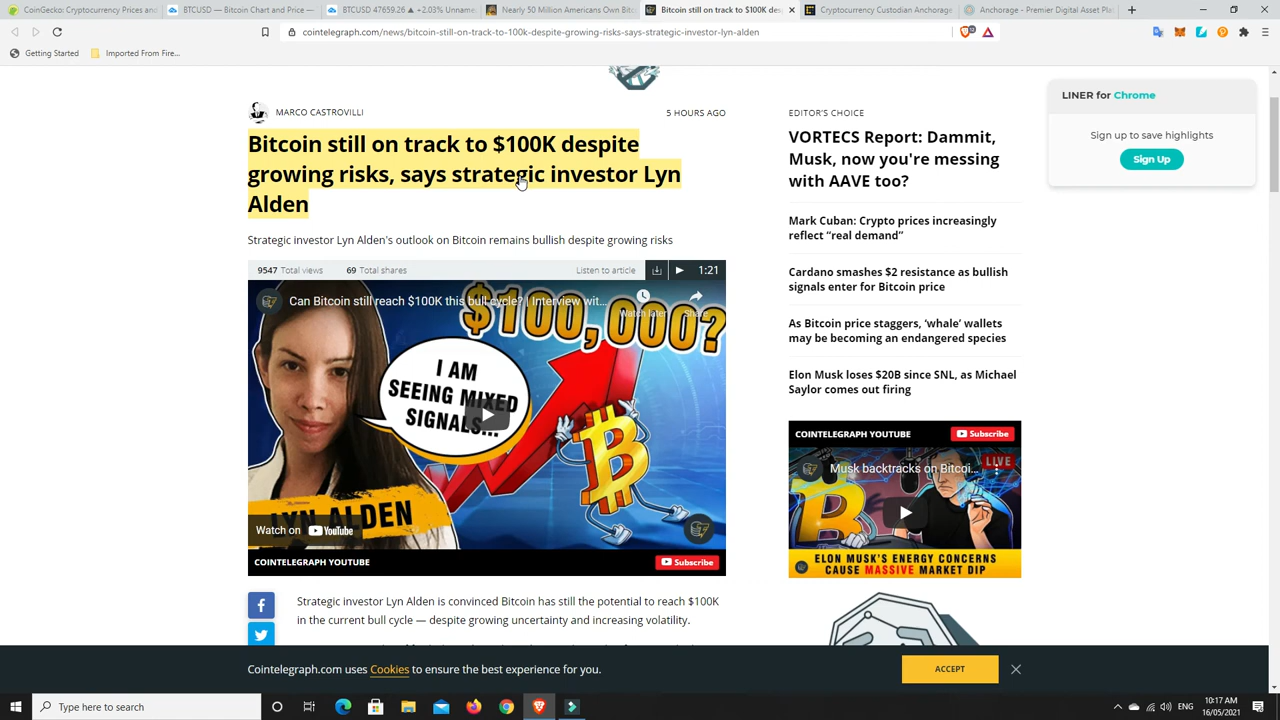 CoinGecko: Cryptocurrency Prices and
BTCUSD — Bitcoin Chart and Price —
BTCUSD 47659.26 ▲ +2.03% Unname
Nearly 50 Million Americans Own Bitc
Bitcoin still on track to $100K des
Cryptocurrency Custodian Anchorage
Anchorage - Premier Digital Asset Pla
cointelegraph.com/news/bitcoin-still-on-track-to-100k-despite-growing-risks-says-strategic-investor-lyn-alden
Getting Started
Imported From Fire...
MARCO CASTROVILLI
5 HOURS AGO
Bitcoin still on track to $100K despite
growing risks, says strategic investor Lyn
Alden
Strategic investor Lyn Alden's outlook on Bitcoin remains bullish despite growing risks
9547 Total views
69 Total shares
Listen to article
1:21
Can Bitcoin still reach $100K this bull cycle? | Interview wit...
Watch later
Share
$100,000?
I AM
SEEING MIXED
SIGNALS...
LYN ALDEN
Watch on YouTube
COINTELEGRAPH YOUTUBE
Subscribe
Strategic investor Lyn Alden is convinced Bitcoin has still the potential to reach $100K
in the current bull cycle — despite growing uncertainty and increasing volatility.
EDITOR'S CHOICE
VORTECS Report: Dammit,
Musk, now you're messing
with AAVE too?
Mark Cuban: Crypto prices increasingly
reflect “real demand”
Cardano smashes $2 resistance as bullish
signals enter for Bitcoin price
As Bitcoin price staggers, ‘whale’ wallets
may be becoming an endangered species
Elon Musk loses $20B since SNL, as Michael
Saylor comes out firing
COINTELEGRAPH YOUTUBE
Subscribe
Musk backtracks on Bitcoi...
LIVE
ELON MUSK'S ENERGY CONCERNS
CAUSE MASSIVE MARKET DIP
LINER for Chrome
Sign up to save highlights
Sign Up
Cointelegraph.com uses Cookies to ensure the best experience for you.
ACCEPT
Type here to search
ENG
10:17 AM
16/05/2021